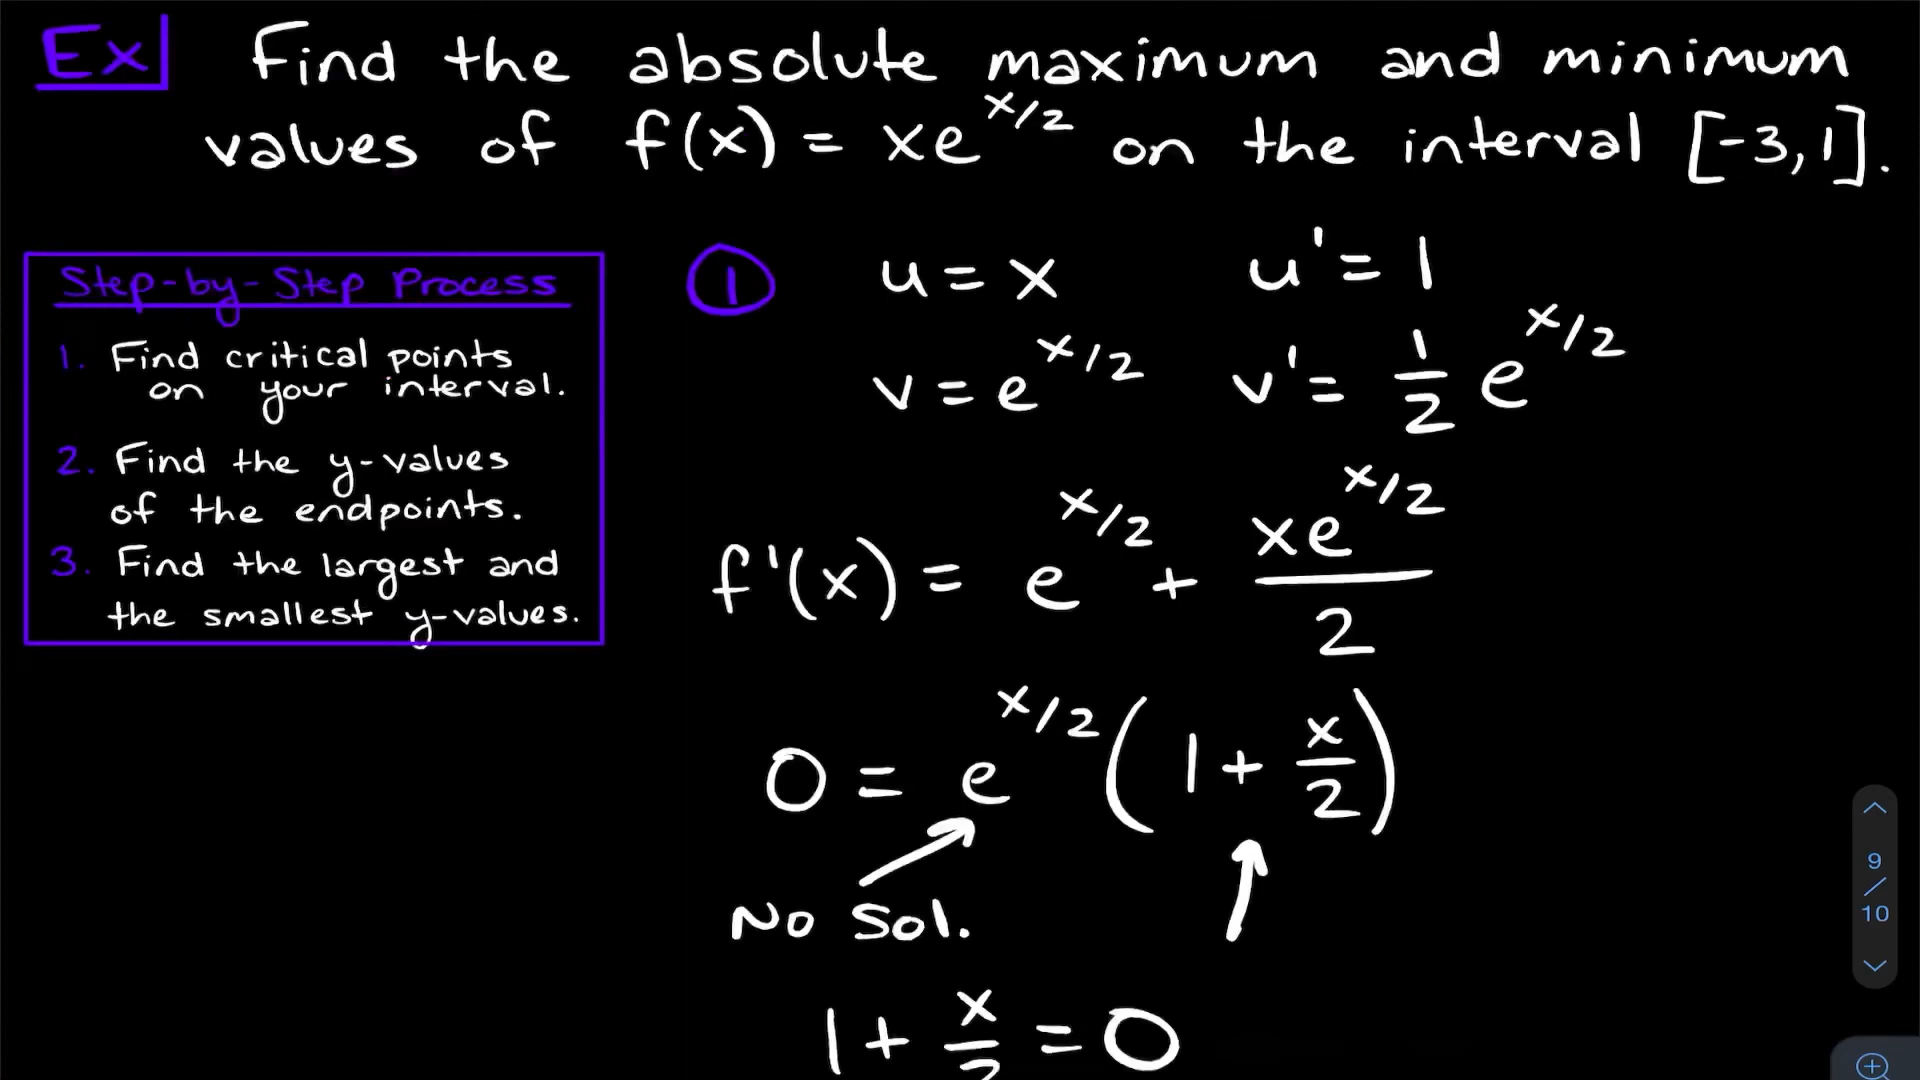 Ex Find the absolute maximum and minimum
values of f(x) = xe^{x/2} on the interval [-3,1].
Step-by-Step Process
1. Find critical points
on your interval.
2. Find the y-values
of the endpoints.
3. Find the largest and
the smallest y-values.
1 u = x u' = 1
v = e^{x/2} v' = 1/2 e^{x/2}
f'(x) = e^{x/2} + xe^{x/2}/2
0 = e^{x/2}(1 + x/2)
No Sol.
1 + x/2 = 0
9
/
10